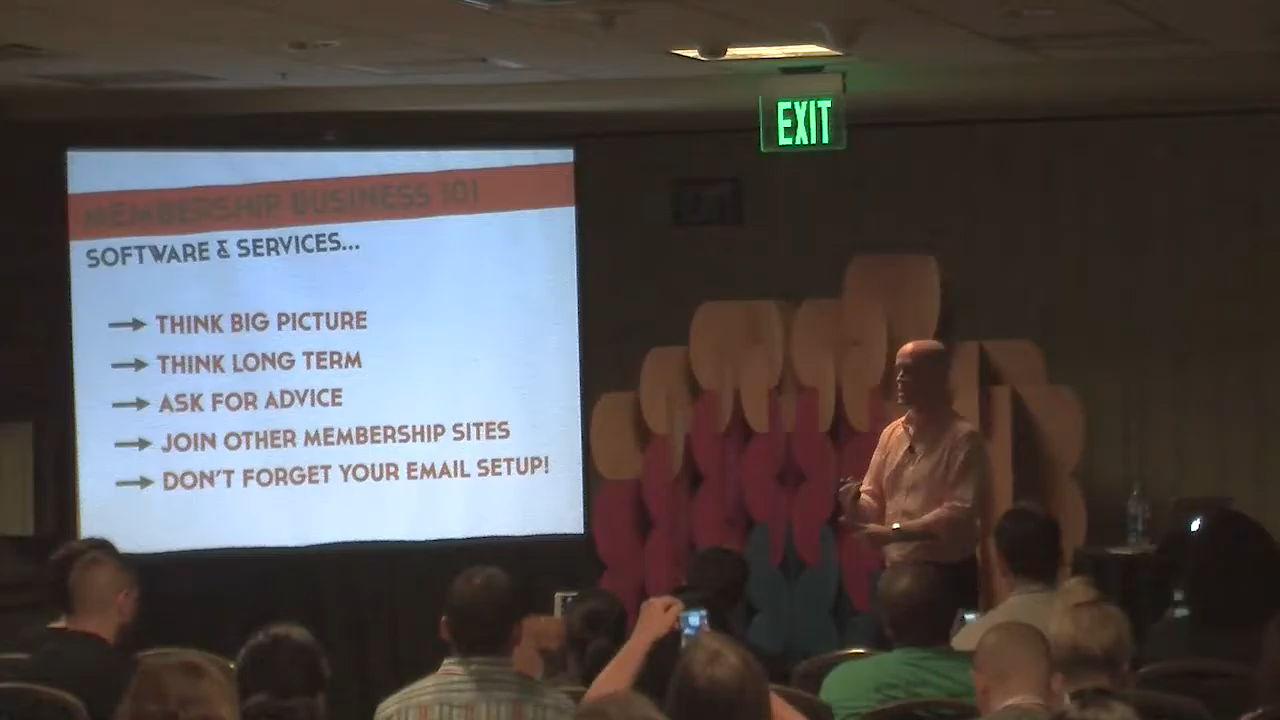 EXIT
MEMBERSHIP BUSINESS 101
SOFTWARE & SERVICES...
THINK BIG PICTURE
THINK LONG TERM
ASK FOR ADVICE
JOIN OTHER MEMBERSHIP SITES
DON'T FORGET YOUR EMAIL SETUP!